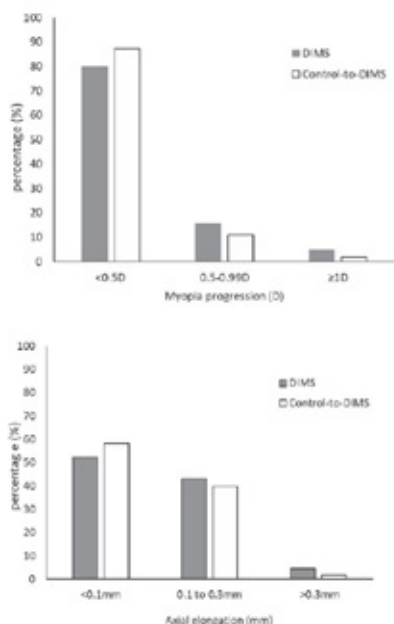 100
90
80
70
60
50
40
30
20
10
0
percentage (%)
DIMS
Control-to-DIMS
<0.5D
0.5-0.99D
≥1D
Myopia progression (D)
100
90
80
70
60
50
40
30
20
10
0
percentage (%)
DIMS
Control-to-DIMS
<0.1mm
0.1 to 0.3mm
>0.3mm
Axial elongation (mm)